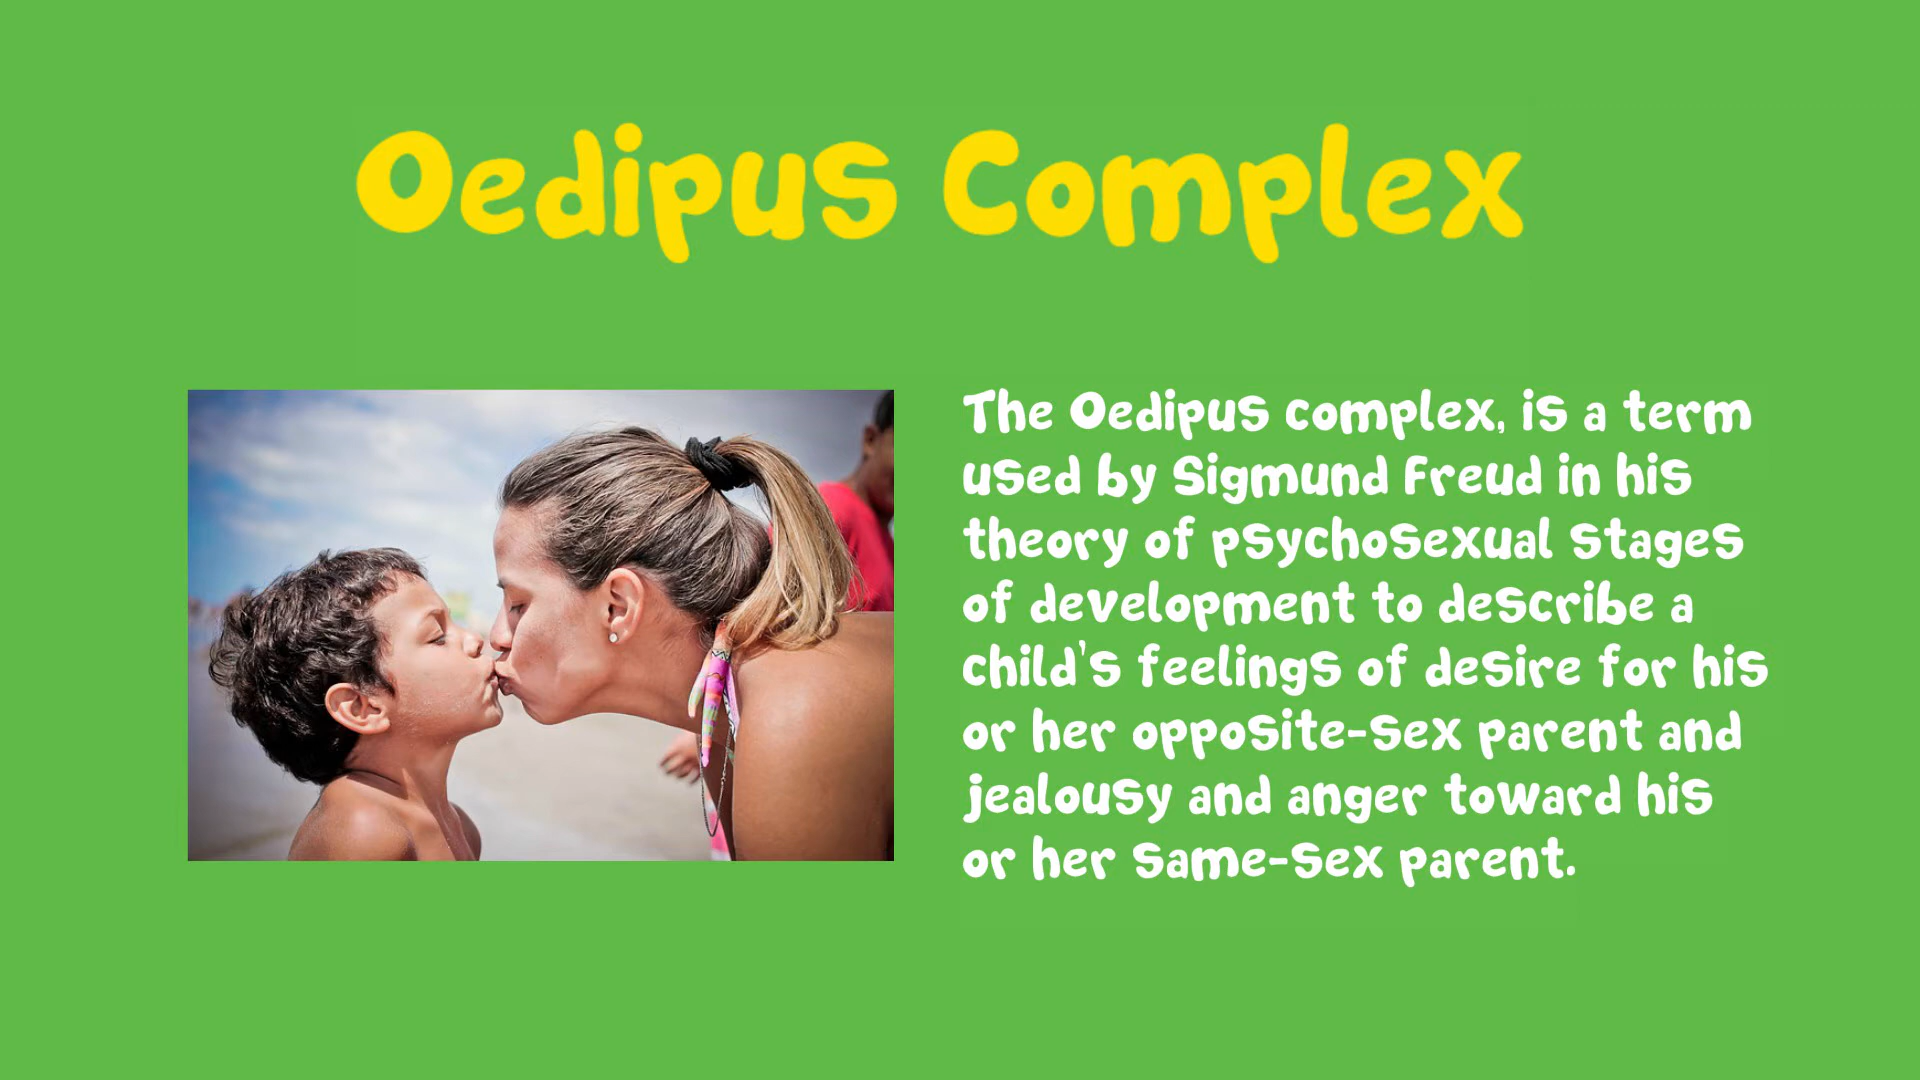 Oedipus Complex
The Oedipus complex, is a term
used by Sigmund Freud in his
theory of psychosexual stages
of development to describe a
child's feelings of desire for his
or her opposite-sex parent and
jealousy and anger toward his
or her same-sex parent.